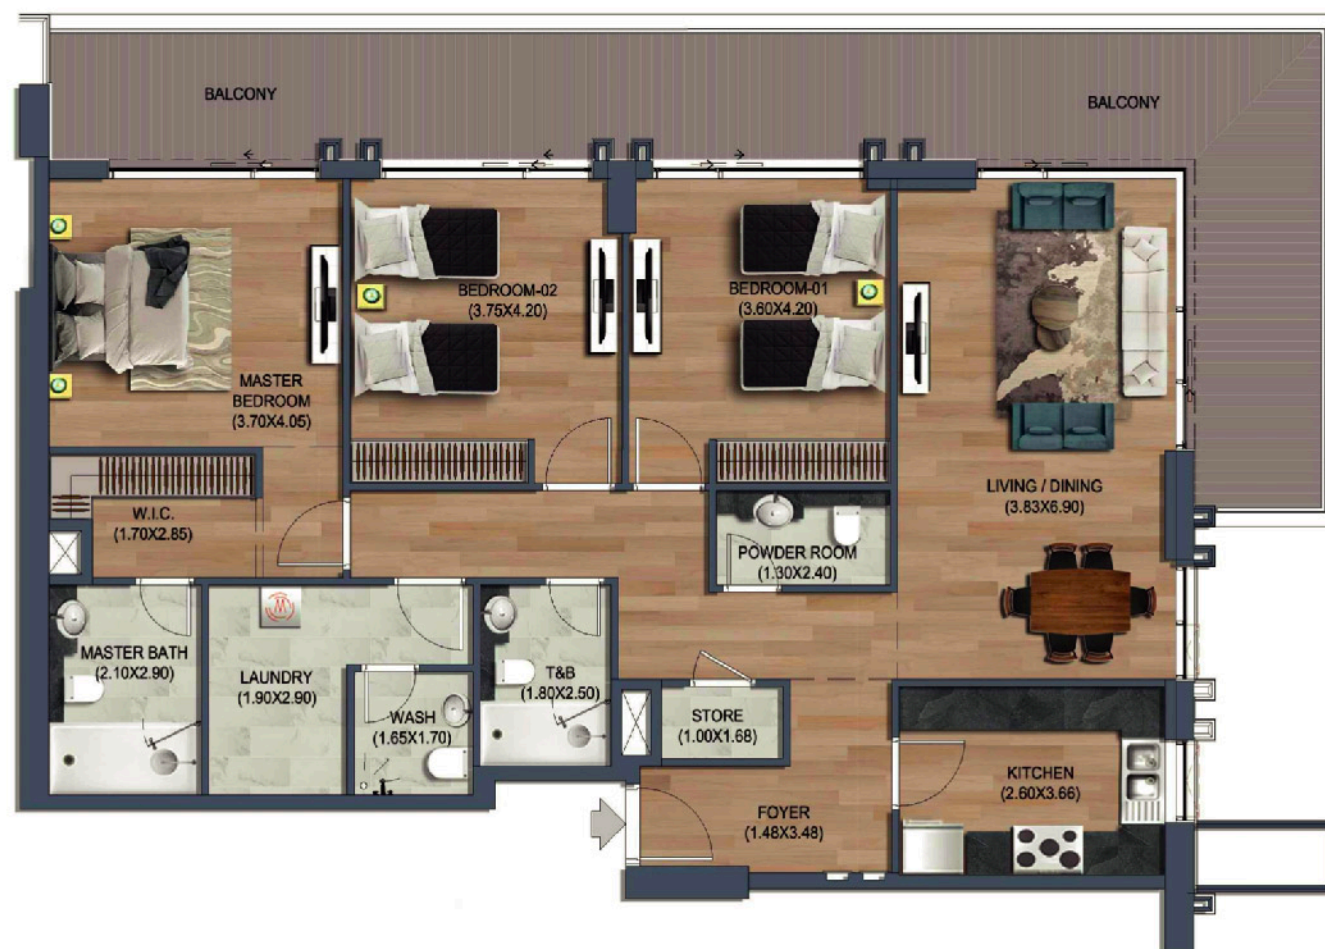 BALCONY
BALCONY
BEDROOM-02
(3.75X4.20)
BEDROOM-01
(3.60X4.20)
MASTER
BEDROOM
(3.70X4.05)
LIVING / DINING
(3.83X6.90)
W.I.C.
(1.70X2.85)
POWDER ROOM
(1.30X2.40)
W
MASTER BATH
(2.10X2.90)
LAUNDRY
(1.90X2.90)
T&B
(1.80X2.50)
WASH
(1.65X1.70)
STORE
(1.00X1.68)
KITCHEN
(2.60X3.66)
FOYER
(1.48X3.48)